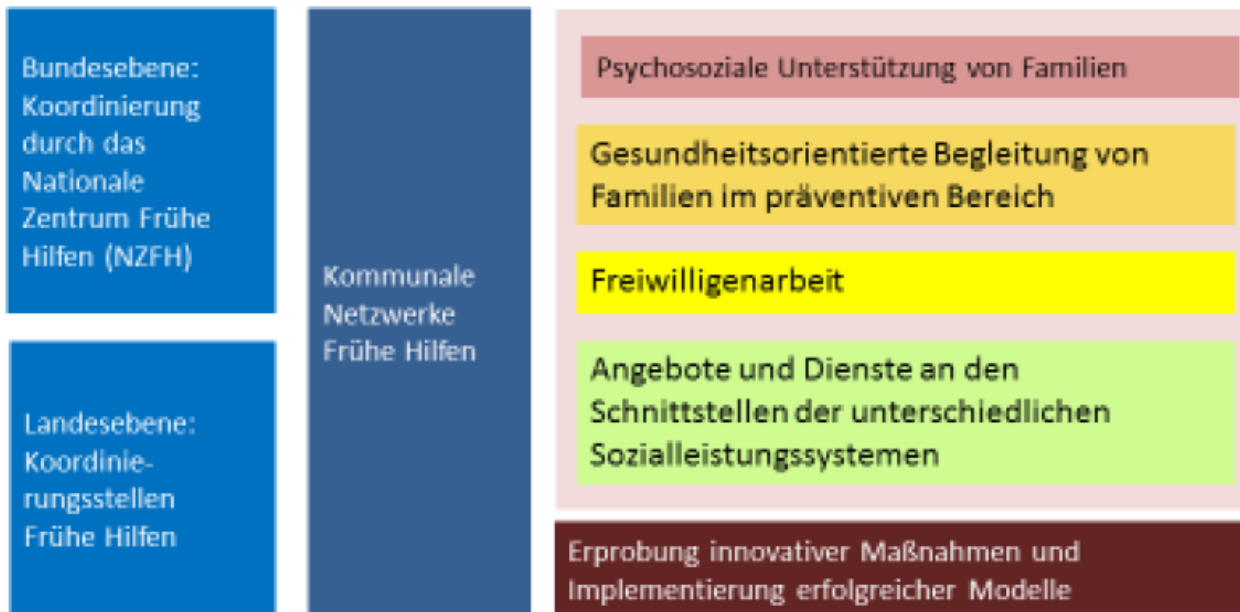 Bundesebene:
Koordinierung
durch das
Nationale
Zentrum Frühe
Hilfen (NZFH)
Landesebene:
Koordinie-
rungsstellen
Frühe Hilfen
Kommunale
Netzwerke
Frühe Hilfen
Psychosoziale Unterstützung von Familien
Gesundheitsorientierte Begleitung von
Familien im präventiven Bereich
Freiwilligenarbeit
Angebote und Dienste an den
Schnittstellen der unterschiedlichen
Sozialleistungssystemen
Erprobung innovativer Maßnahmen und
Implementierung erfolgreicher Modelle